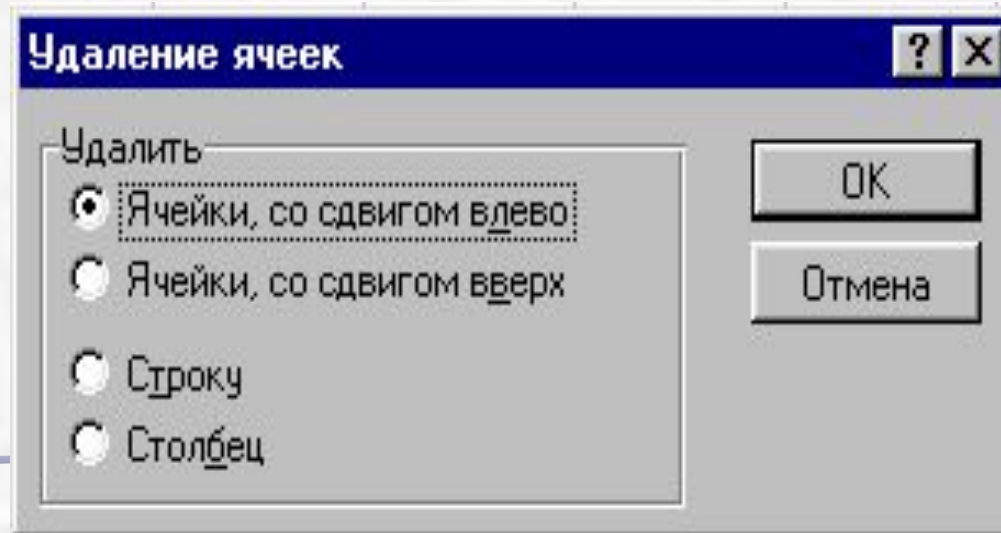 Удаление ячеек
Удалить
Ячейки, со сдвигом влево
Ячейки, со сдвигом вверх
Строку
Столбец
OK
Отмена